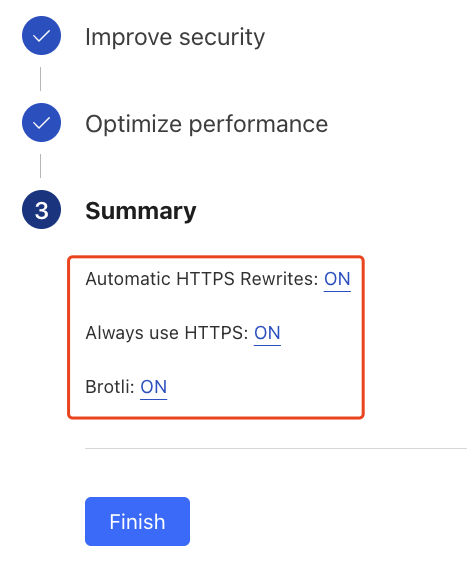 Improve security
Optimize performance
3 Summary
Automatic HTTPS Rewrites: ON
Always use HTTPS: ON
Brotli: ON
Finish